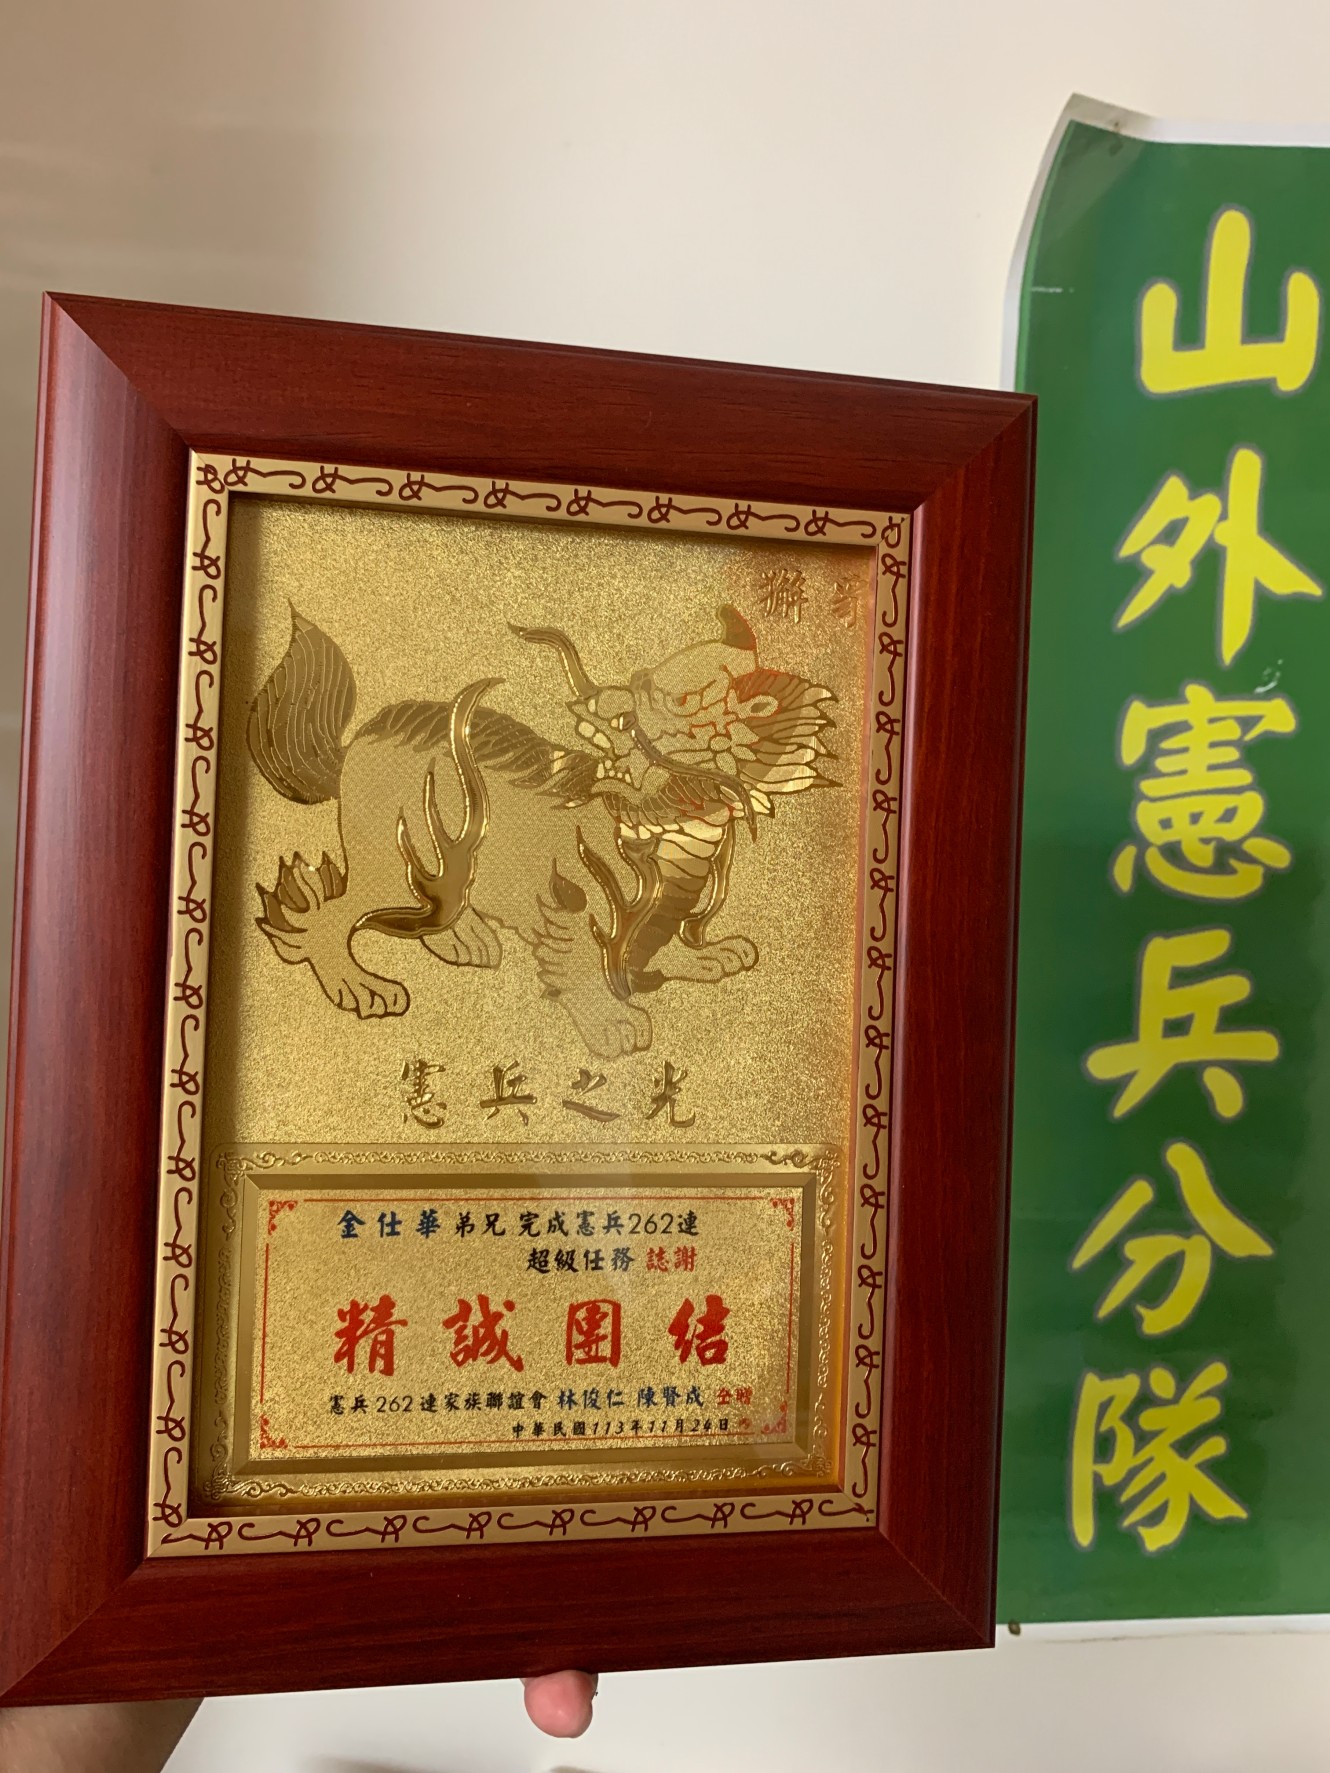 獬豸
憲兵之光
金仕華弟兄完成憲兵262連
超級任務 誌謝
精誠團結
憲兵262連家族聯誼會 林俊仁 陳賢成 仝贈
中華民國113年11月24日
山外憲兵分隊